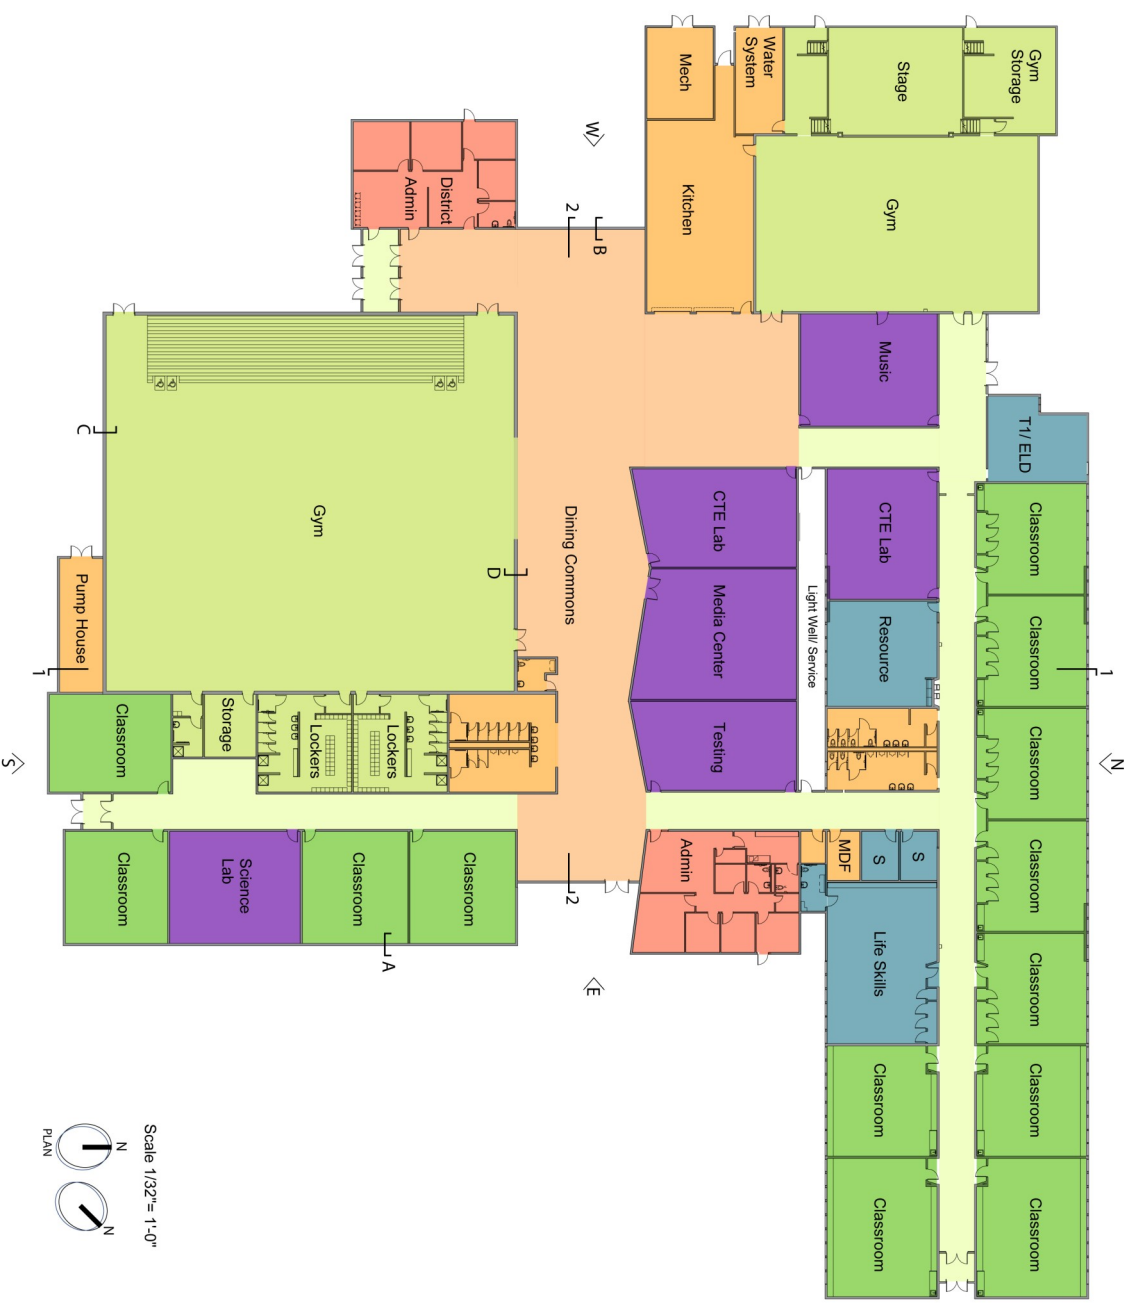 N
1
Gym
Storage
T1/ ELD
Classroom
Classroom
Classroom
Classroom
Classroom
Classroom
Classroom
Stage
Gym
Music
CTE Lab
Resource
S
S
Life Skills
Classroom
Classroom
Water
System
MDF
Light Well/ Service
Mech
Kitchen
CTE Lab
Media Center
Testing
Admin
W
B
2
Dining Commons
2
E
District
Admin
D
Lockers
Classroom
A
Gym
Lockers
Classroom
Storage
Science
Lab
C
Pump House
Classroom
Classroom
1
S
Scale 1/32"= 1'-0"
N
N
PLAN